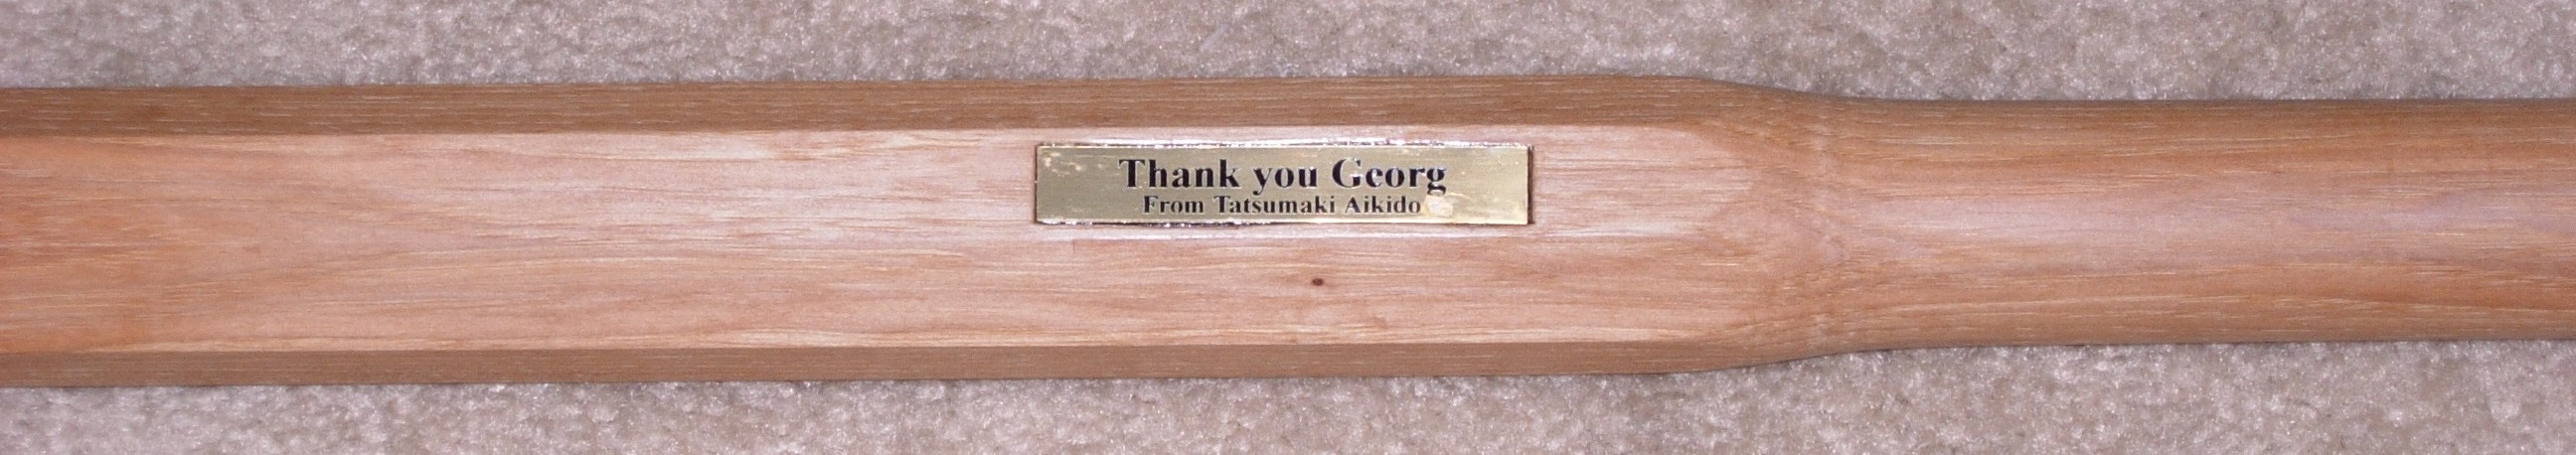 Thank you Georg
From Tatsumaki Aikido